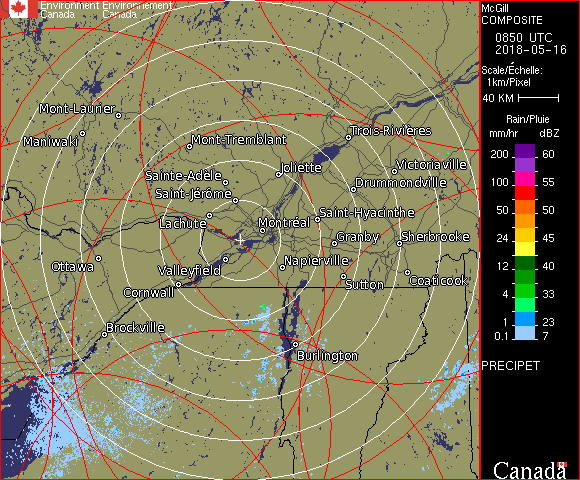 Environment Environnement
Canada Canada
McGill
COMPOSITE
0850 UTC
2018-05-16
Scale/Échelle:
1km/Pixel
40 KM
Rain/Pluie
mm/hr dBZ
200 60
100 55
50 50
24 45
12 40
4 33
1 23
0.1 7
PRECIPET
Mont-Laurier
Maniwaki
Mont-Tremblant
Trois-Rivières
Joliette
Victoriaville
Sainte-Adèle
Drummondville
Saint-Jérôme
Lachute
Montréal
Saint-Hyacinthe
Granby
Sherbrooke
Ottawa
Valleyfield
Napierville
Cornwall
Sutton
Coaticook
Brockville
Burlington
Canada